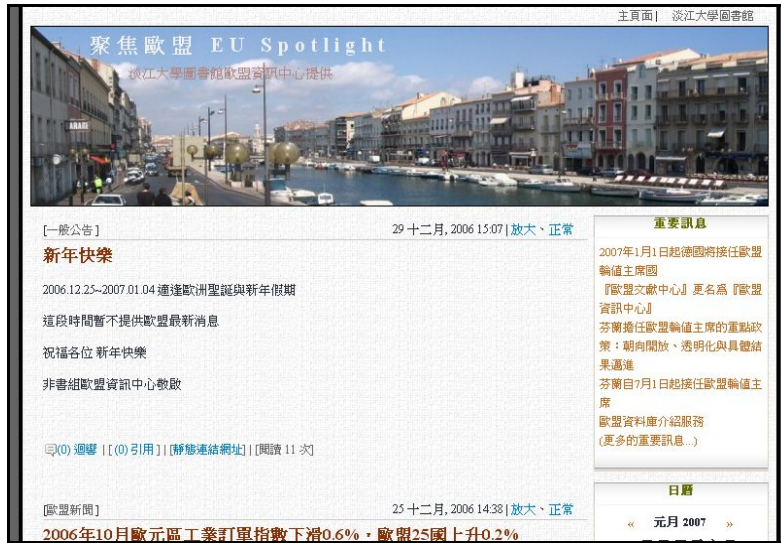 主頁面| 淡江大學圖書館
聚焦歐盟 EU Spotlight
淡江大學圖書館歐盟資訊中心提供
[一般公告]
29 十二月, 2006 15:07 | 放大、正常
新年快樂
2006.12.25~2007.01.04 適逢歐洲聖誕與新年假期
這段時間暫不提供歐盟最新消息
祝福各位 新年快樂
非書組歐盟資訊中心敬啟
(0) 迴響 | [ (0) 引用 ] | [靜態連結網址] | [閱讀 11 次]
[歐盟新聞]
25 十二月, 2006 14:38 | 放大、正常
2006年10月歐元區工業訂單指數下滑0.6%，歐盟25國上升0.2%
重要訊息
2007年1月1日起德國將接任歐盟
輪值主席國
『歐盟文獻中心』更名為『歐盟
資訊中心』
芬蘭擔任歐盟輪值主席的重點政
策：朝向開放、透明化與具體結
果邁進
芬蘭自7月1日起接任歐盟輪值主
席
歐盟資料庫介紹服務
(更多的重要訊息...)
日曆
« 元月 2007 »